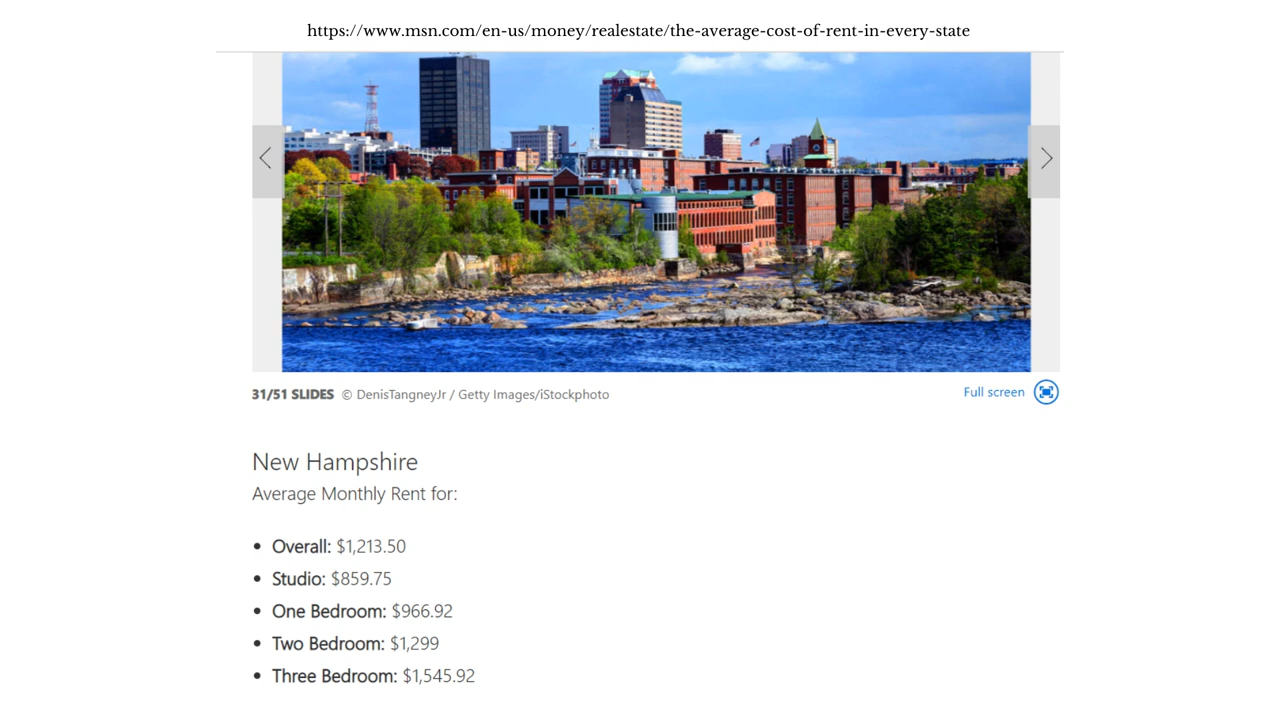 https://www.msn.com/en-us/money/realestate/the-average-cost-of-rent-in-every-state
31/51 SLIDES © DenisTangneyJr / Getty Images/iStockphoto
Full screen
New Hampshire
Average Monthly Rent for:
• Overall: $1,213.50
• Studio: $859.75
• One Bedroom: $966.92
• Two Bedroom: $1,299
• Three Bedroom: $1,545.92